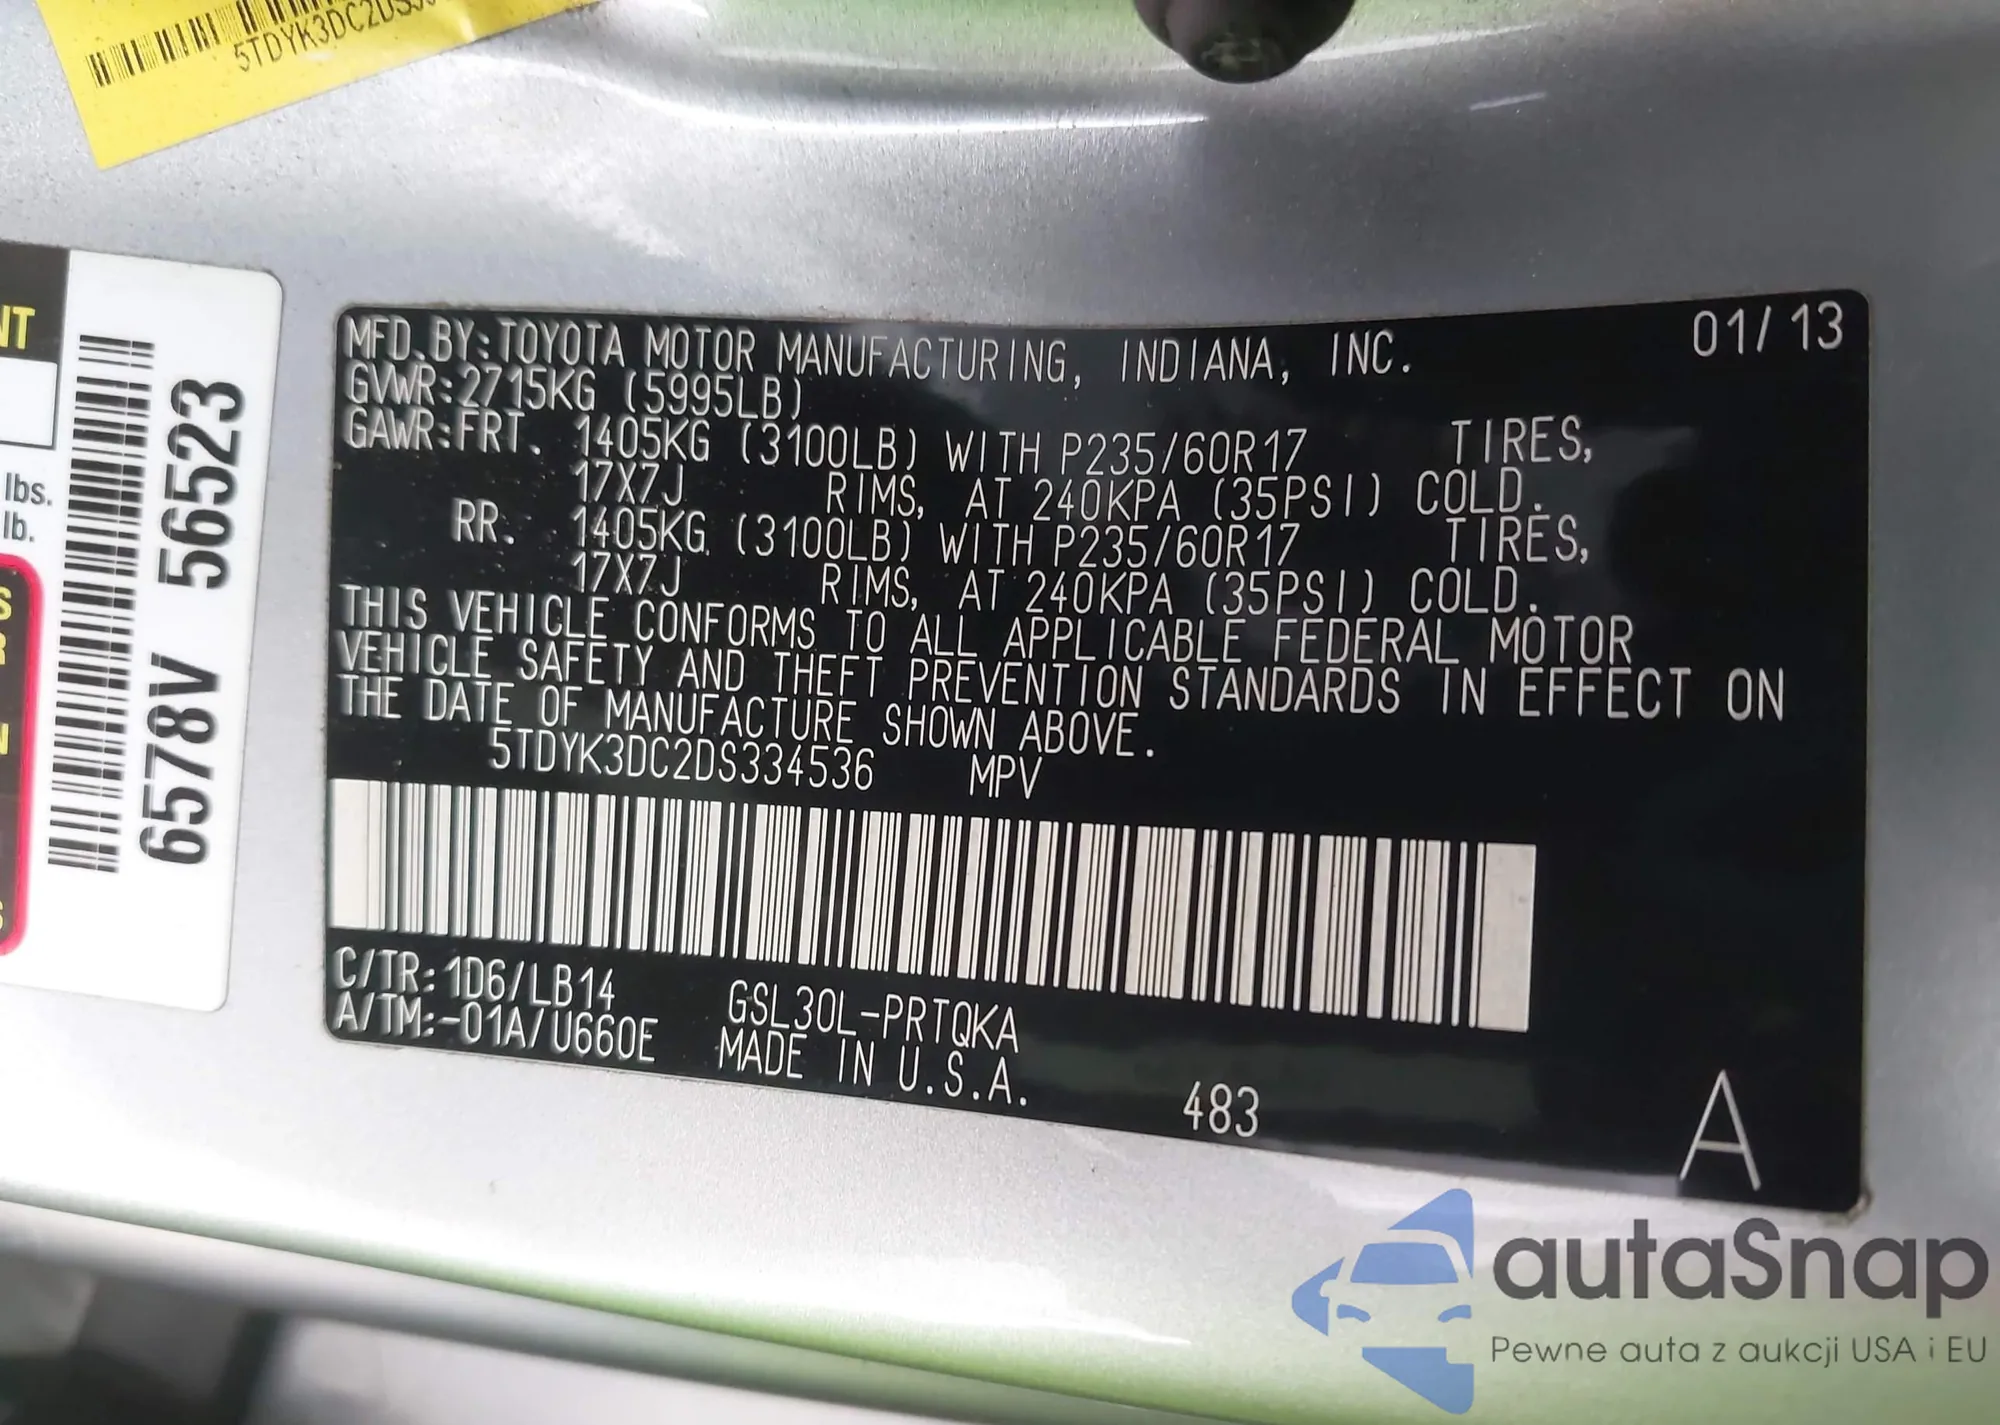 5TDYK3DC2DS33
NT
lbs.
lb.
S
R
N
S
6578V 56523
MFD.BY:TOYOTA MOTOR MANUFACTURING, INDIANA, INC. 01/13
GVWR:2715KG (5995LB)
GAWR:FRT. 1405KG (3100LB) WITH P235/60R17 TIRES,
17X7J RIMS, AT 240KPA (35PSI) COLD.
RR. 1405KG (3100LB) WITH P235/60R17 TIRES,
17X7J RIMS, AT 240KPA (35PSI) COLD.
THIS VEHICLE CONFORMS TO ALL APPLICABLE FEDERAL MOTOR
VEHICLE SAFETY AND THEFT PREVENTION STANDARDS IN EFFECT ON
THE DATE OF MANUFACTURE SHOWN ABOVE.
5TDYK3DC2DS334536 MPV
C/TR:1D6/LB14 GSL30L-PRTQKA
A/TM:-01A/U660E MADE IN U.S.A.
483
A
autaSnap
Pewne auta z aukcji USA i EU